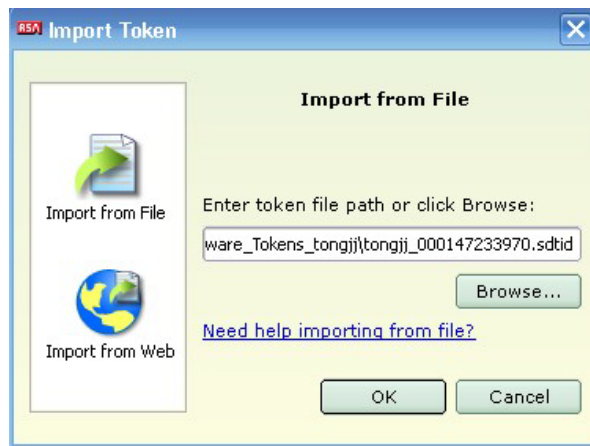 RSA Import Token
Import from File
Import from File
Enter token file path or click Browse:
ware_Tokens_tongjj\tongjj_000147233970.sdtid
Browse...
Need help importing from file?
Import from Web
OK Cancel